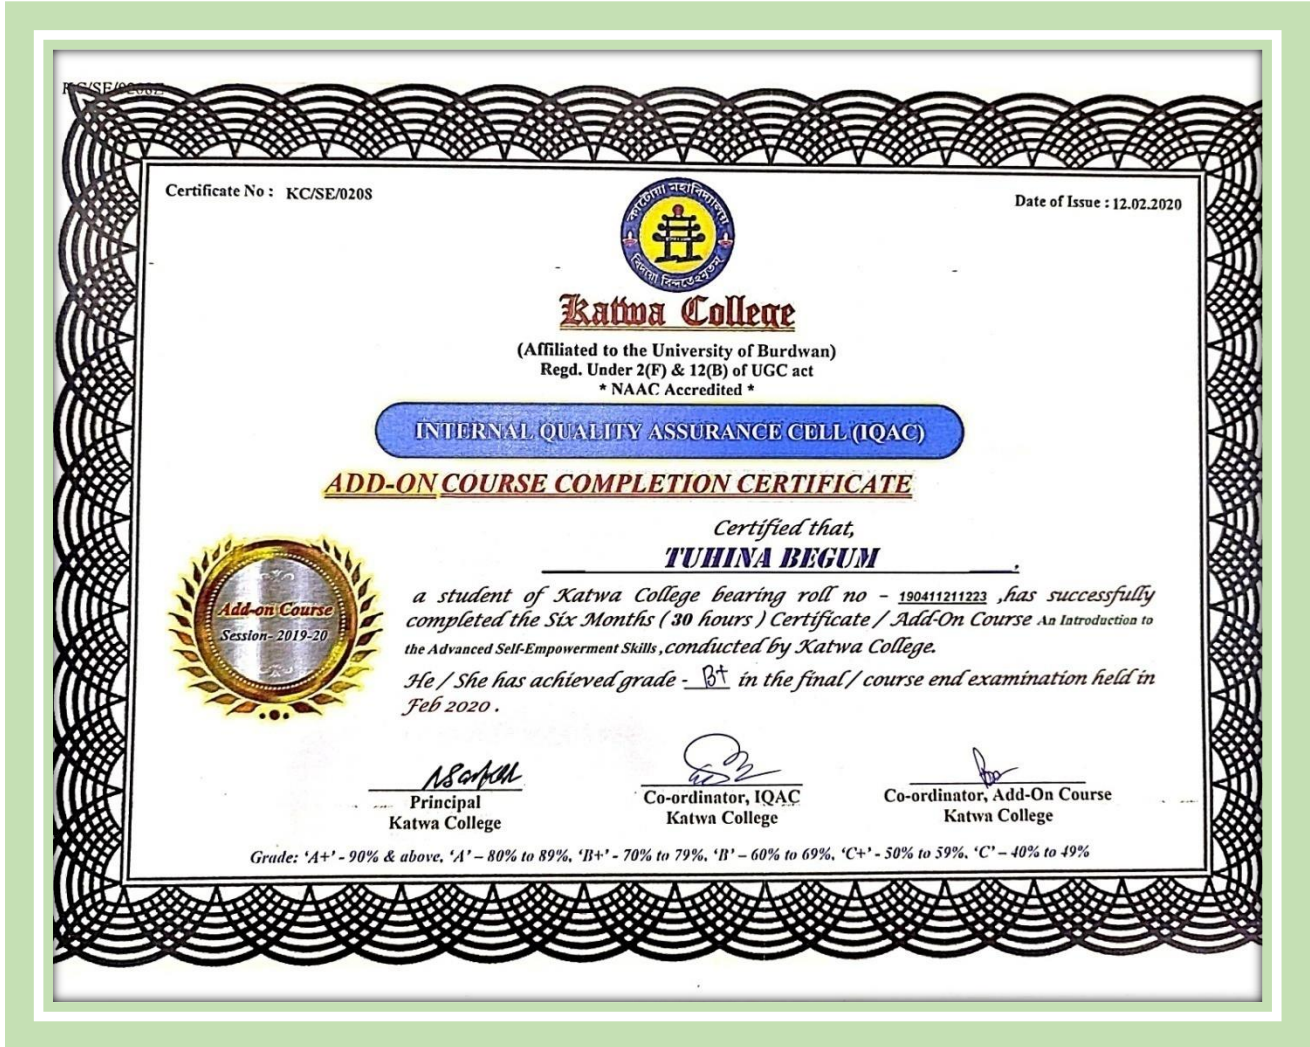 Certificate No : KC/SE/0208
Date of Issue : 12.02.2020
কাটোয়া মহাবিদ্যালয়
Katwa College
(Affiliated to the University of Burdwan)
Regd. Under 2(F) & 12(B) of UGC act
* NAAC Accredited *
INTERNAL QUALITY ASSURANCE CELL (IQAC)
ADD-ON COURSE COMPLETION CERTIFICATE
Certified that,
TUHINA BEGUM .
Add-on Course
Session- 2019-20
a student of Katwa College bearing roll no - 190411211223 ,has successfully
completed the Six Months ( 30 hours ) Certificate / Add-On Course An Introduction to
the Advanced Self-Empowerment Skills , conducted by Katwa College.
He / She has achieved grade - B+ in the final / course end examination held in
Feb 2020 .
Principal
Katwa College
Co-ordinator, IQAC
Katwa College
Co-ordinator, Add-On Course
Katwa College
Grade: ‘A+’ - 90% & above, ‘A’ – 80% to 89%, ‘B+’ - 70% to 79%, ‘B’ – 60% to 69%, ‘C+’ - 50% to 59%, ‘C’ – 40% to 49%